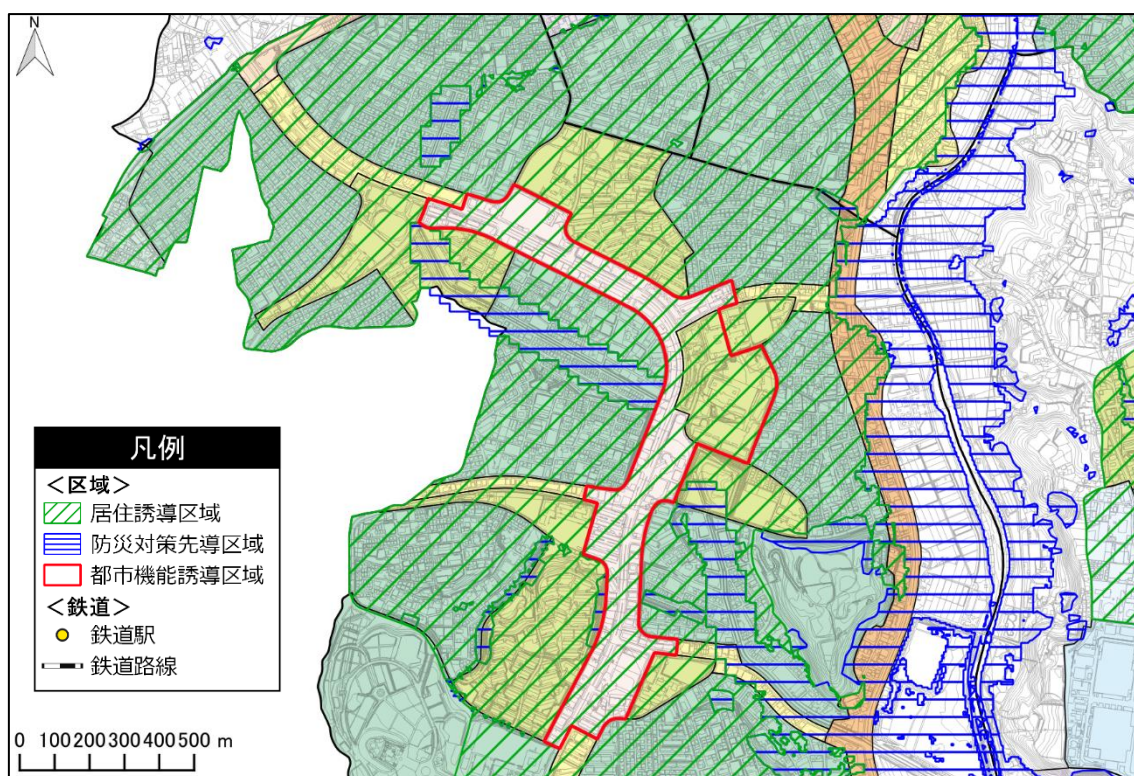 N
凡例
＜区域＞
居住誘導区域
防災対策先導区域
都市機能誘導区域
＜鉄道＞
鉄道駅
鉄道路線
0 100200300400500 m